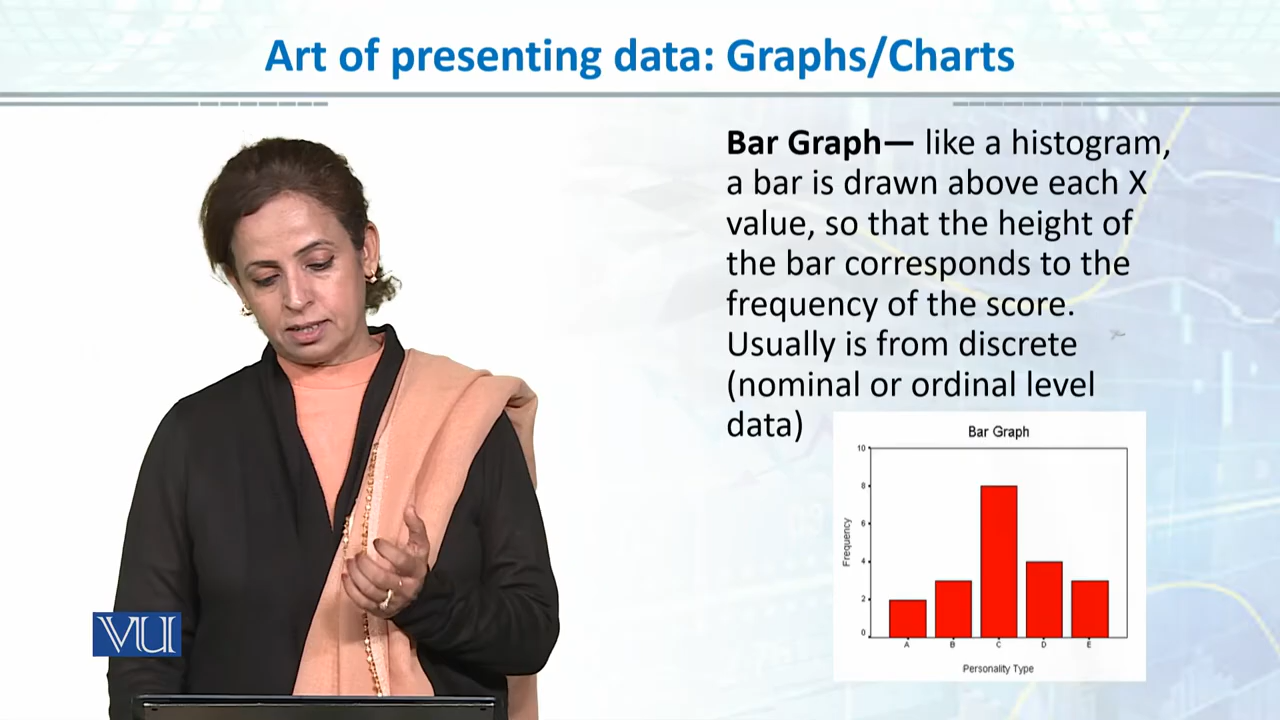 Art of presenting data: Graphs/Charts
Bar Graph— like a histogram,
a bar is drawn above each X
value, so that the height of
the bar corresponds to the
frequency of the score.
Usually is from discrete
(nominal or ordinal level
data)
Bar Graph
10
8
6
4
2
0
Frequency
A B C D E
Personality Type
VU